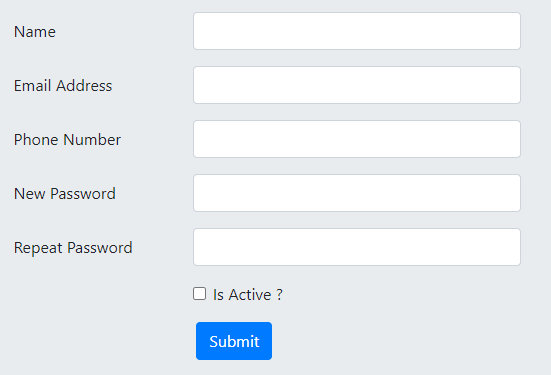 Name
Email Address
Phone Number
New Password
Repeat Password
Is Active ?
Submit